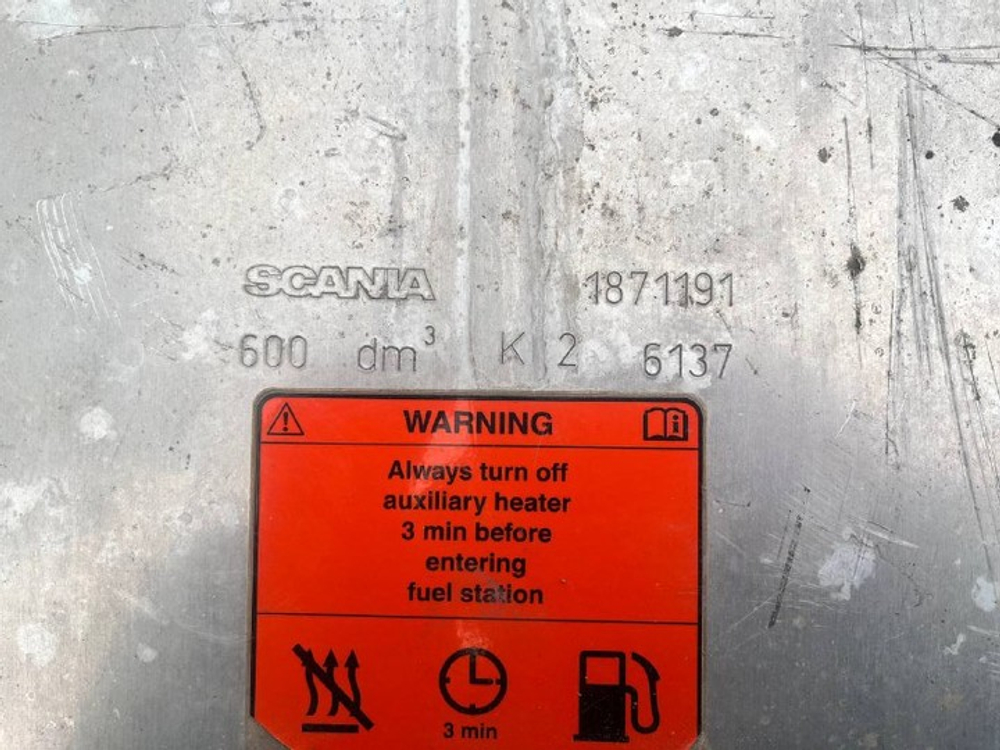 SCANIA 1871191
600 dm³ K 2 6137
WARNING
Always turn off
auxiliary heater
3 min before
entering
fuel station
3 min